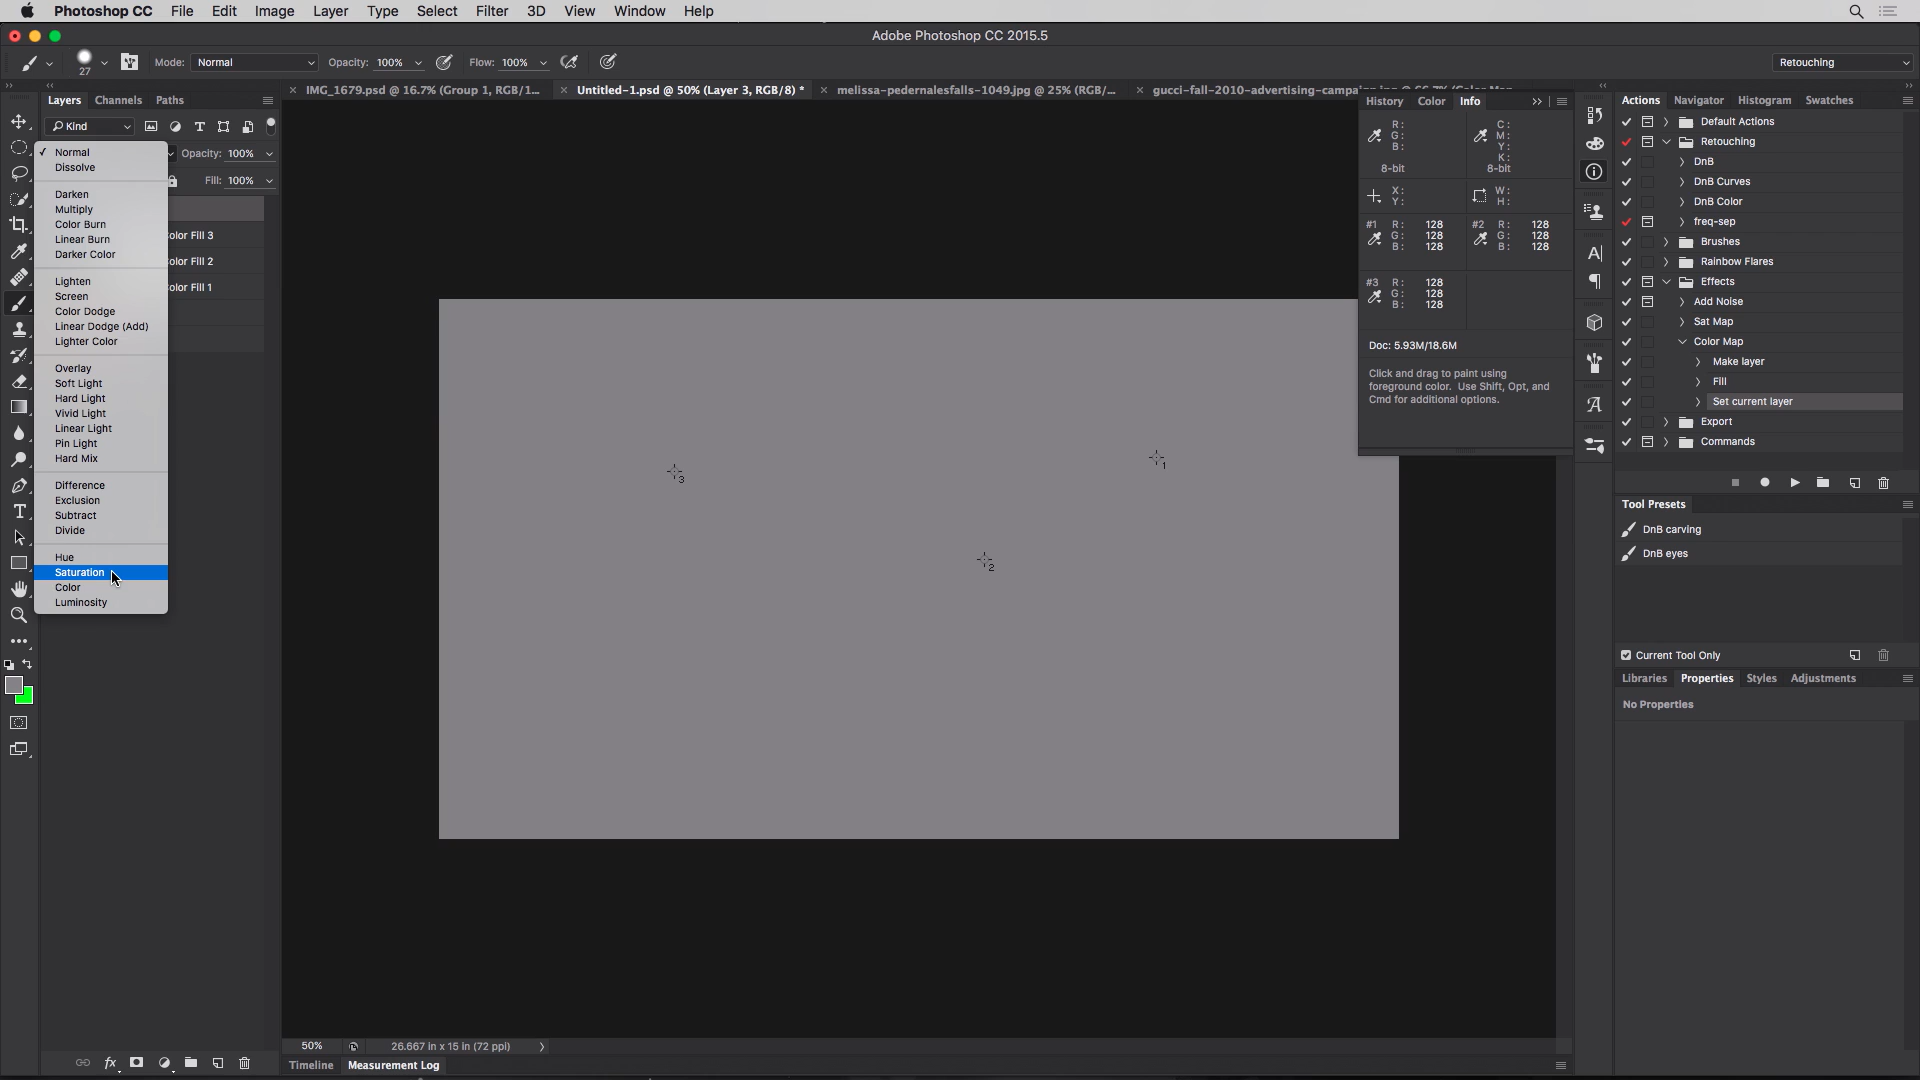 Photoshop CC File Edit Image Layer Type Select Filter 3D View Window Help
Adobe Photoshop CC 2015.5
27 Mode: Normal Opacity: 100% Flow: 100% Retouching
Layers Channels Paths
IMG_1679.psd @ 16.7% (Group 1, RGB/1... Untitled-1.psd @ 50% (Layer 3, RGB/8) * melissa-pedernalesfalls-1049.jpg @ 25% (RGB/... gucci-fall-2010-advertising-campa
Kind
Opacity: 100%
Fill: 100%
olor Fill 3
olor Fill 2
olor Fill 1
Normal
Dissolve
Darken
Multiply
Color Burn
Linear Burn
Darker Color
Lighten
Screen
Color Dodge
Linear Dodge (Add)
Lighter Color
Overlay
Soft Light
Hard Light
Vivid Light
Linear Light
Pin Light
Hard Mix
Difference
Exclusion
Subtract
Divide
Hue
Saturation
Color
Luminosity
3
1
2
History Color Info
R: C:
G: M:
B: Y:
K:
8-bit 8-bit
X: W:
Y: H:
#1 R: 128 #2 R: 128
G: 128 G: 128
B: 128 B: 128
#3 R: 128
G: 128
B: 128
Doc: 5.93M/18.6M
Click and drag to paint using
foreground color. Use Shift, Opt, and
Cmd for additional options.
Actions Navigator Histogram Swatches
Default Actions
Retouching
DnB
DnB Curves
DnB Color
freq-sep
Brushes
Rainbow Flares
Effects
Add Noise
Sat Map
Color Map
Make layer
Fill
Set current layer
Export
Commands
Tool Presets
DnB carving
DnB eyes
Current Tool Only
Libraries Properties Styles Adjustments
No Properties
50% 26.667 in x 15 in (72 ppi)
Timeline Measurement Log